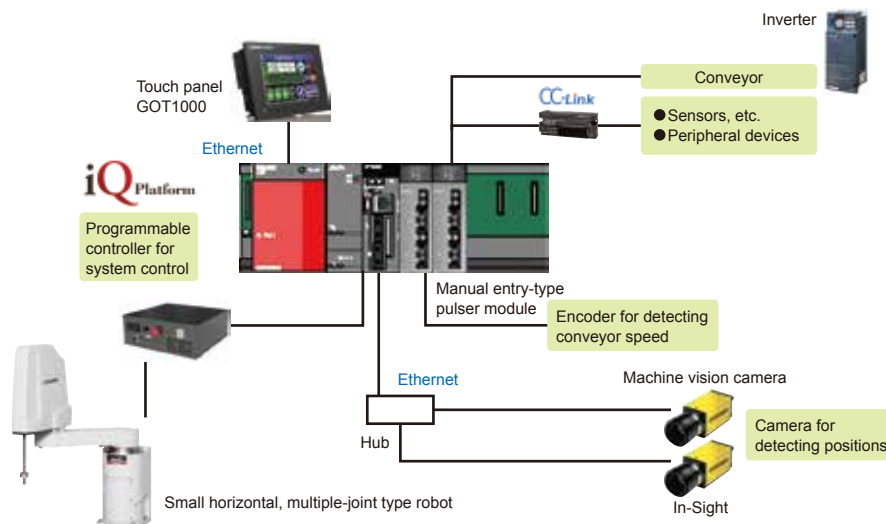 Inverter
Touch panel
GOT1000
Conveyor
CC-Link
●Sensors, etc.
●Peripheral devices
Ethernet
iQ Platform
Programmable
controller for
system control
Manual entry-type
pulser module
Encoder for detecting
conveyor speed
Ethernet
Machine vision camera
Hub
Camera for
detecting positions
In-Sight
Small horizontal, multiple-joint type robot